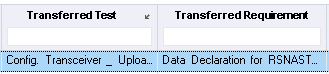 Transferred Test
Transferred Requirement
Config. Transceiver _ Uploa...
Data Declaration for RSNAST...